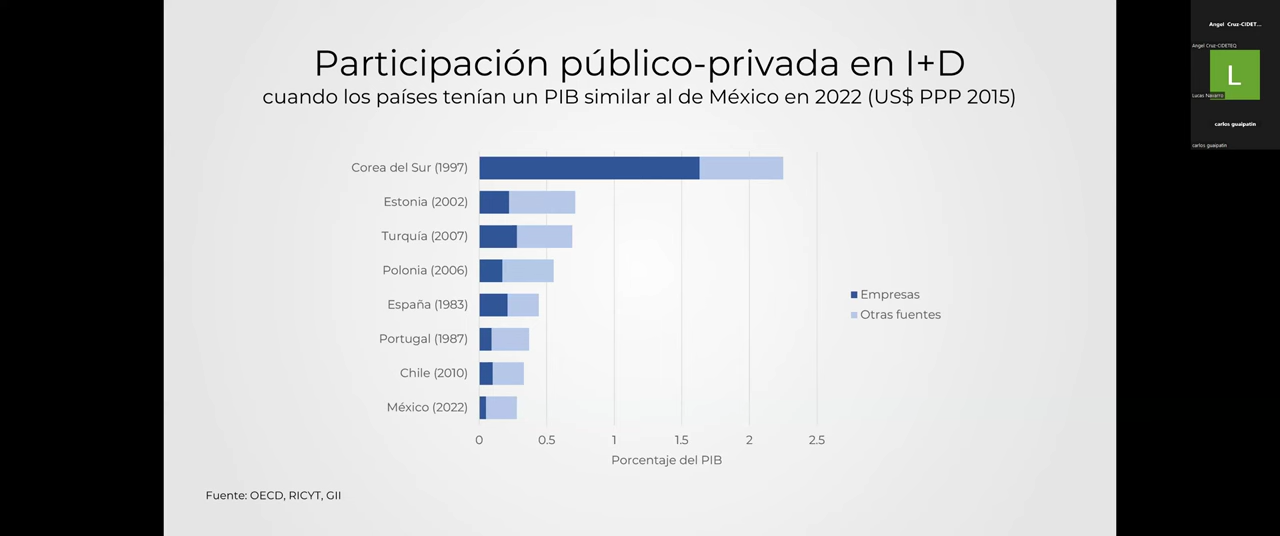 Participación público-privada en I+D
cuando los países tenían un PIB similar al de México en 2022 (US$ PPP 2015)
Corea del Sur (1997)
Estonia (2002)
Turquía (2007)
Polonia (2006)
España (1983)
Portugal (1987)
Chile (2010)
México (2022)
0 0.5 1 1.5 2 2.5
Porcentaje del PIB
Empresas
Otras fuentes
Fuente: OECD, RICYT, GII
Angel Cruz-CIDET...
Angel Cruz-CIDETEQ
L
Lucas Navarro
carlos guaipatin
carlos guaipatin